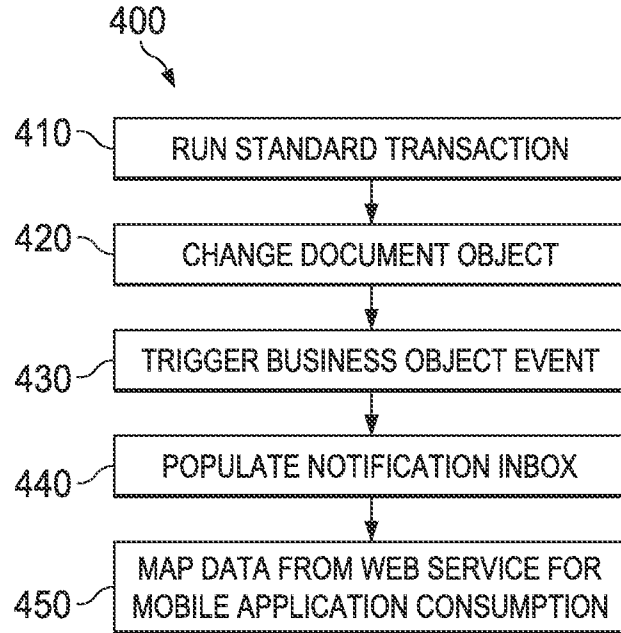 400
410
RUN STANDARD TRANSACTION
420
CHANGE DOCUMENT OBJECT
430
TRIGGER BUSINESS OBJECT EVENT
440
POPULATE NOTIFICATION INBOX
450
MAP DATA FROM WEB SERVICE FOR
MOBILE APPLICATION CONSUMPTION